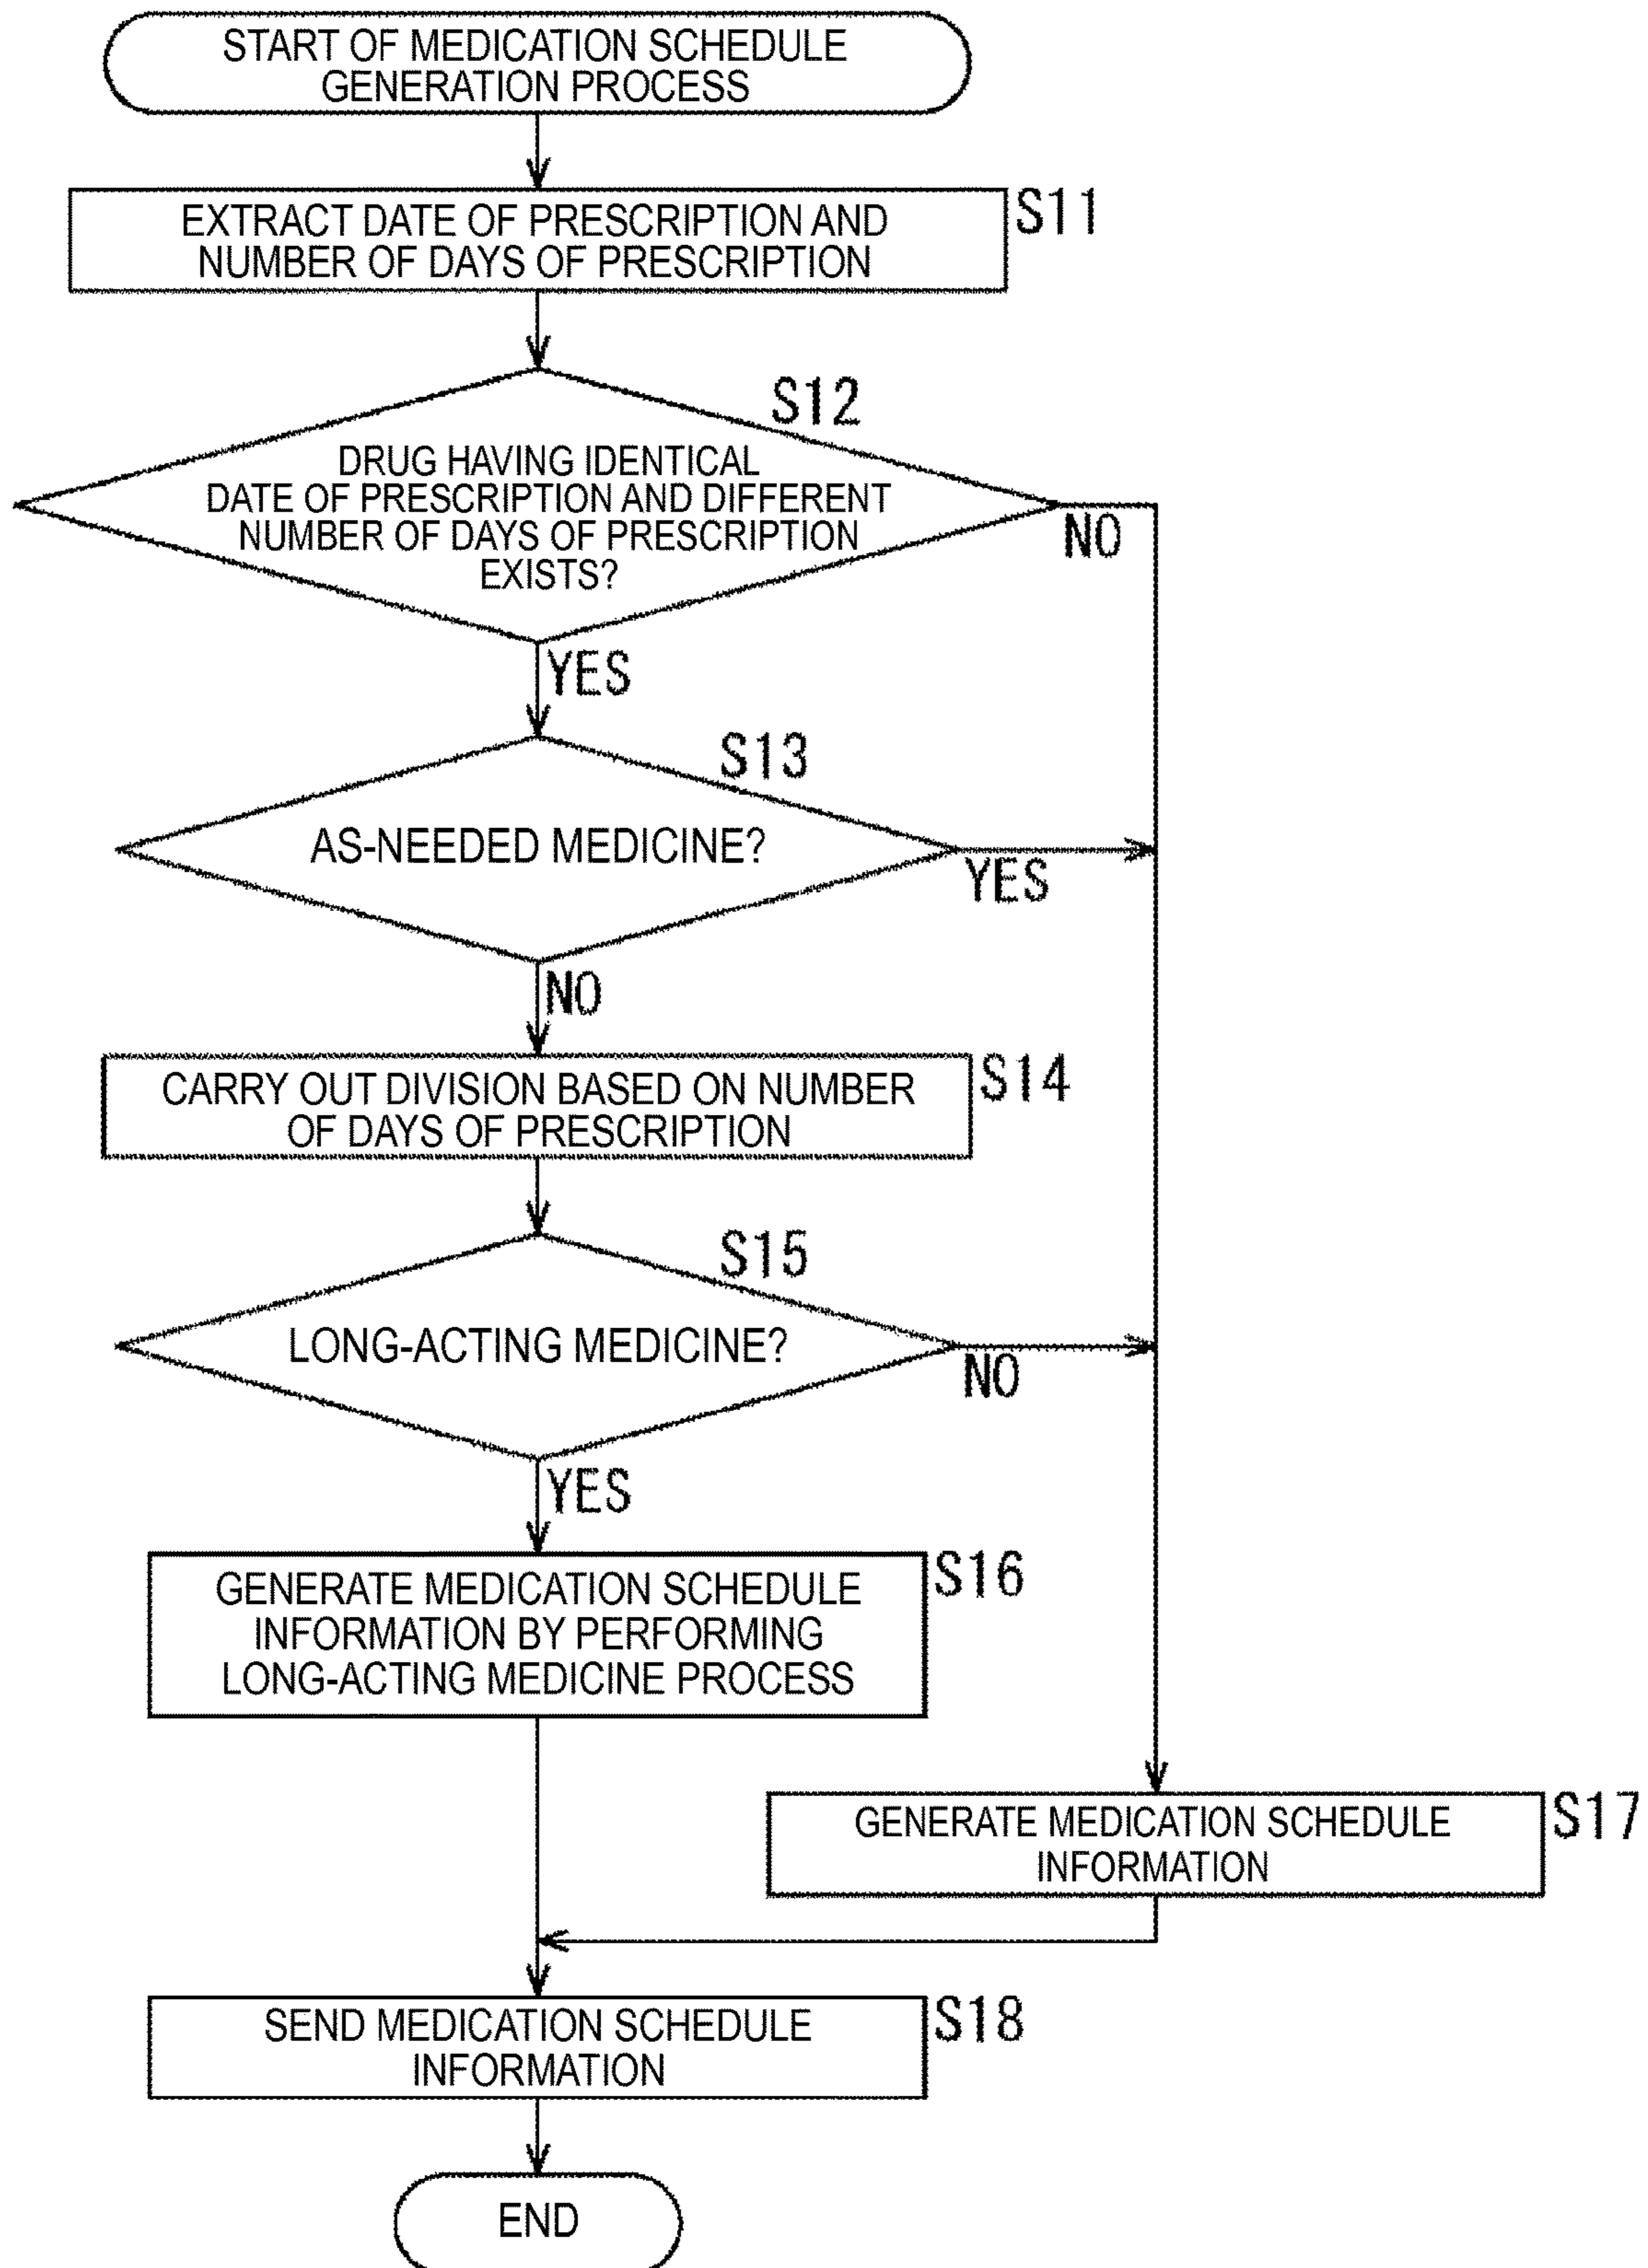 START OF MEDICATION SCHEDULE
GENERATION PROCESS
EXTRACT DATE OF PRESCRIPTION AND
NUMBER OF DAYS OF PRESCRIPTION
S11
S12
DRUG HAVING IDENTICAL
DATE OF PRESCRIPTION AND DIFFERENT
NUMBER OF DAYS OF PRESCRIPTION
EXISTS?
NO
YES
S13
AS-NEEDED MEDICINE?
YES
NO
CARRY OUT DIVISION BASED ON NUMBER
OF DAYS OF PRESCRIPTION
S14
S15
LONG-ACTING MEDICINE?
NO
YES
GENERATE MEDICATION SCHEDULE
INFORMATION BY PERFORMING
LONG-ACTING MEDICINE PROCESS
S16
GENERATE MEDICATION SCHEDULE
INFORMATION
S17
SEND MEDICATION SCHEDULE
INFORMATION
S18
END